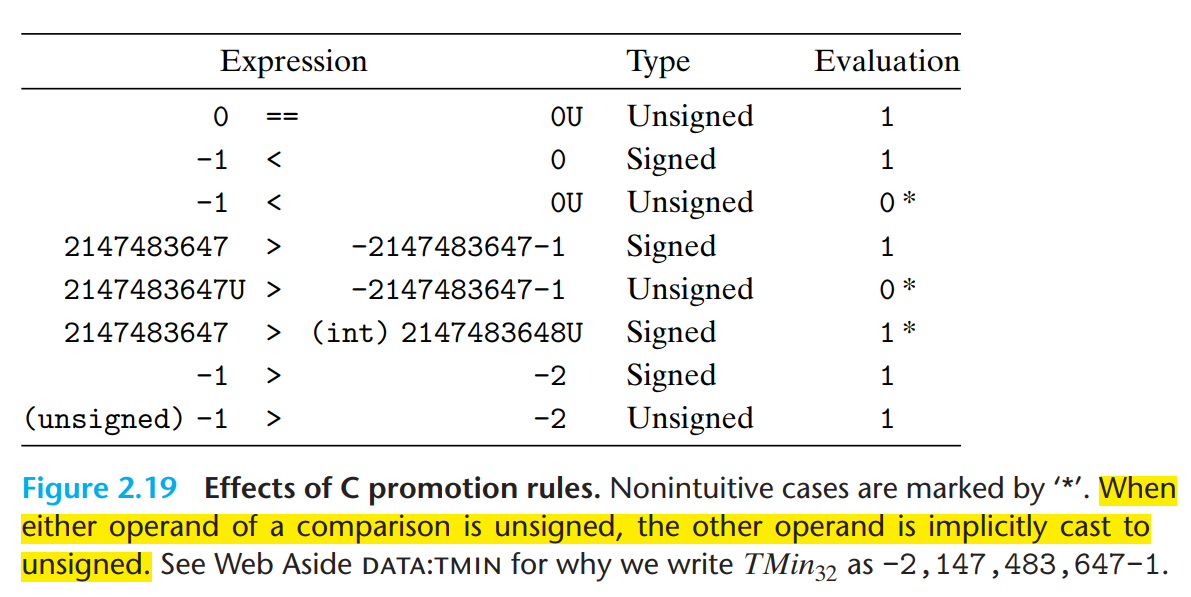 Expression Type Evaluation
0 == 0U Unsigned 1
-1 < 0 Signed 1
-1 < 0U Unsigned 0 *
2147483647 > -2147483647-1 Signed 1
2147483647U > -2147483647-1 Unsigned 0 *
2147483647 > (int) 2147483648U Signed 1 *
-1 > -2 Signed 1
(unsigned) -1 > -2 Unsigned 1
Figure 2.19 Effects of C promotion rules. Nonintuitive cases are marked by ‘*’. When
either operand of a comparison is unsigned, the other operand is implicitly cast to
unsigned. See Web Aside DATA:TMIN for why we write TMin₃₂ as -2,147,483,647-1.